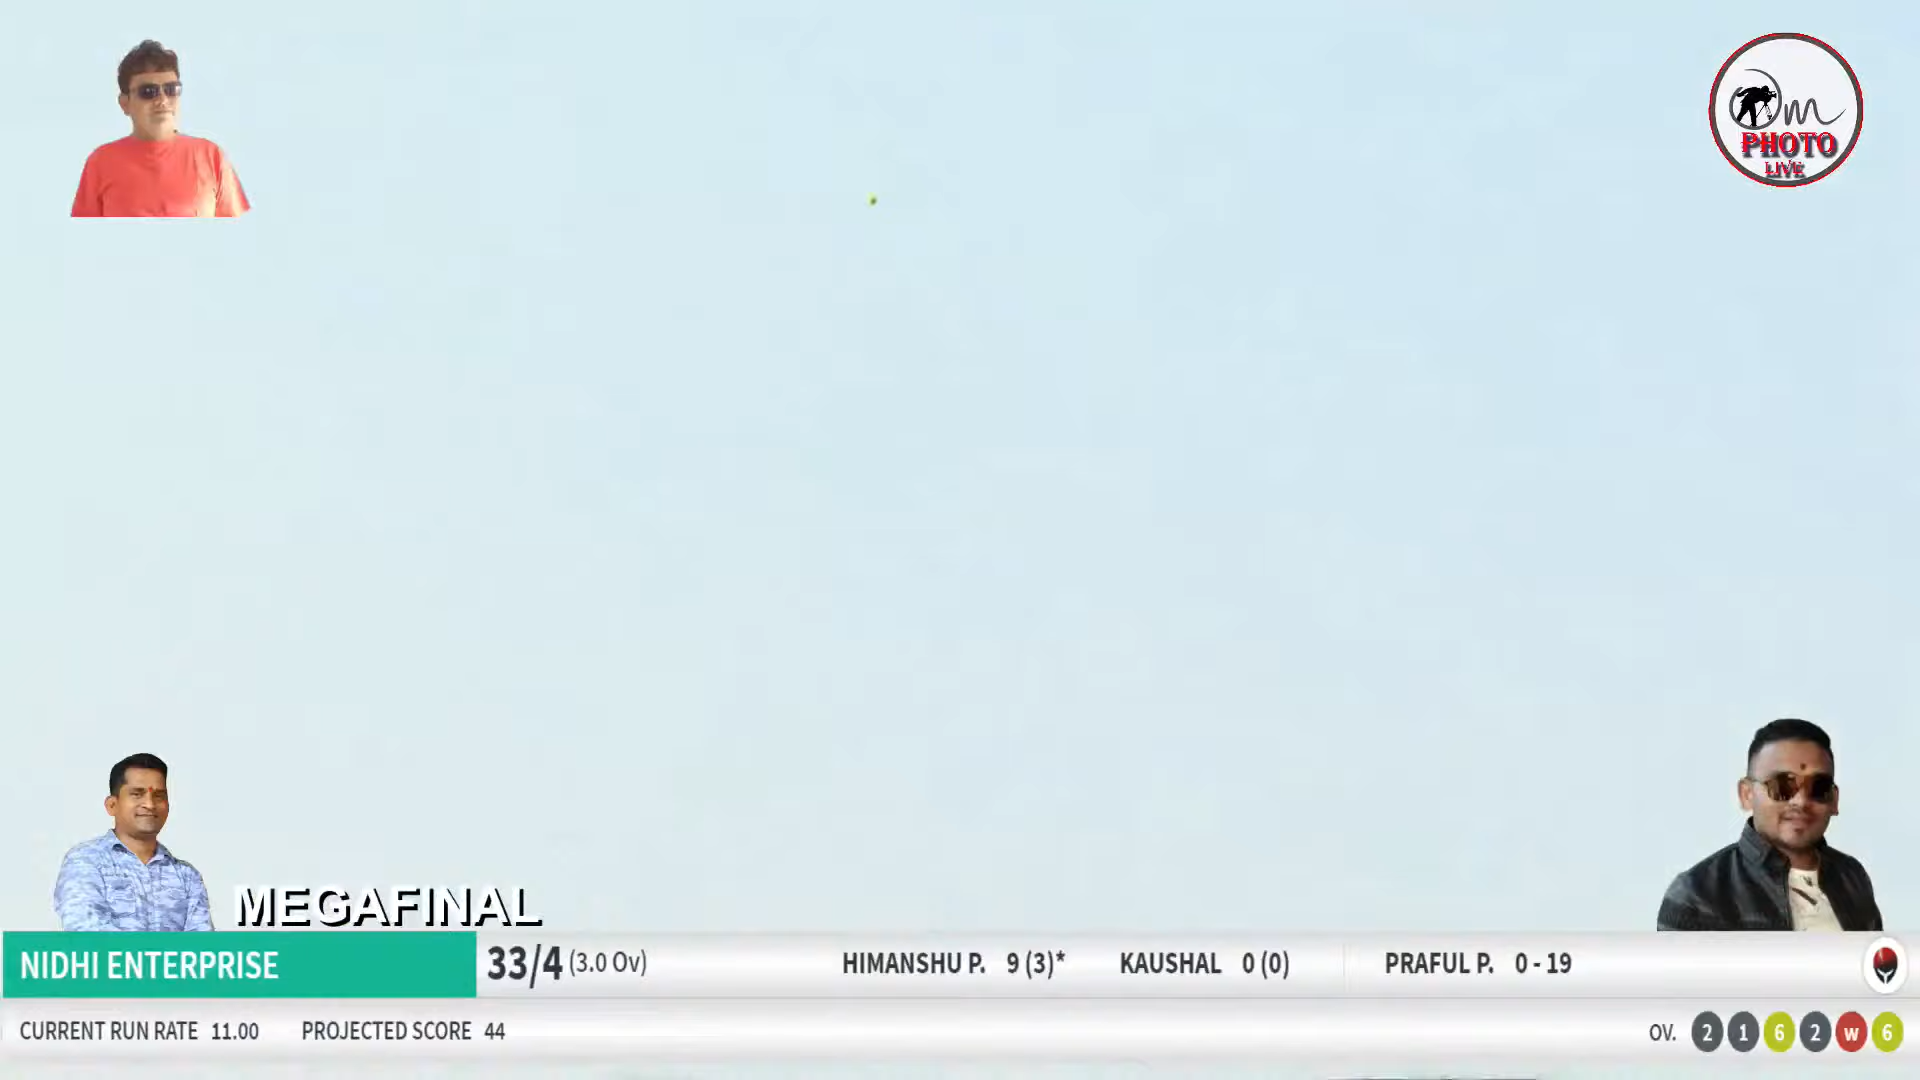 Om
PHOTO
LIVE
MEGAFINAL
NIDHI ENTERPRISE 33/4 (3.0 Ov) HIMANSHU P. 9 (3)* KAUSHAL 0 (0) PRAFUL P. 0 - 19
CURRENT RUN RATE 11.00 PROJECTED SCORE 44 OV. 2 1 6 2 w 6